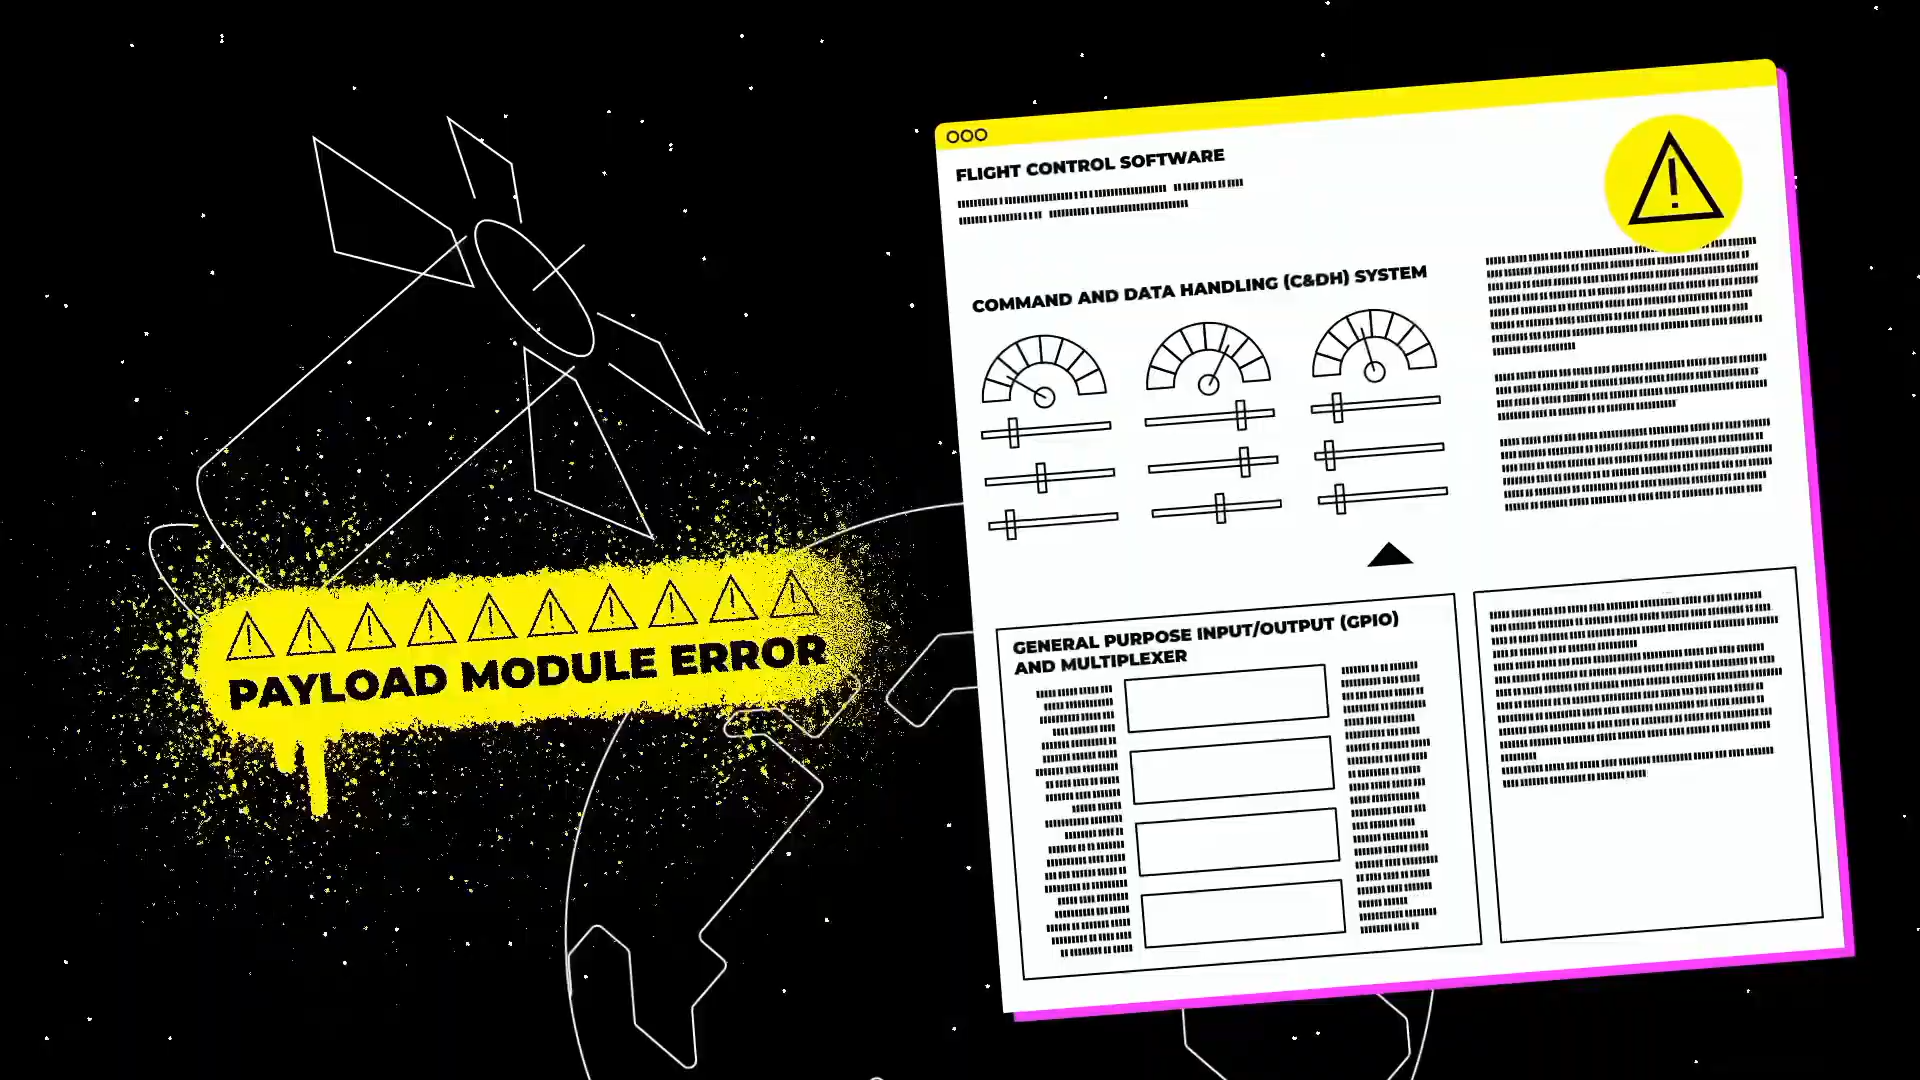 FLIGHT CONTROL SOFTWARE
COMMAND AND DATA HANDLING (C&DH) SYSTEM
GENERAL PURPOSE INPUT/OUTPUT (GPIO)
AND MULTIPLEXER
PAYLOAD MODULE ERROR